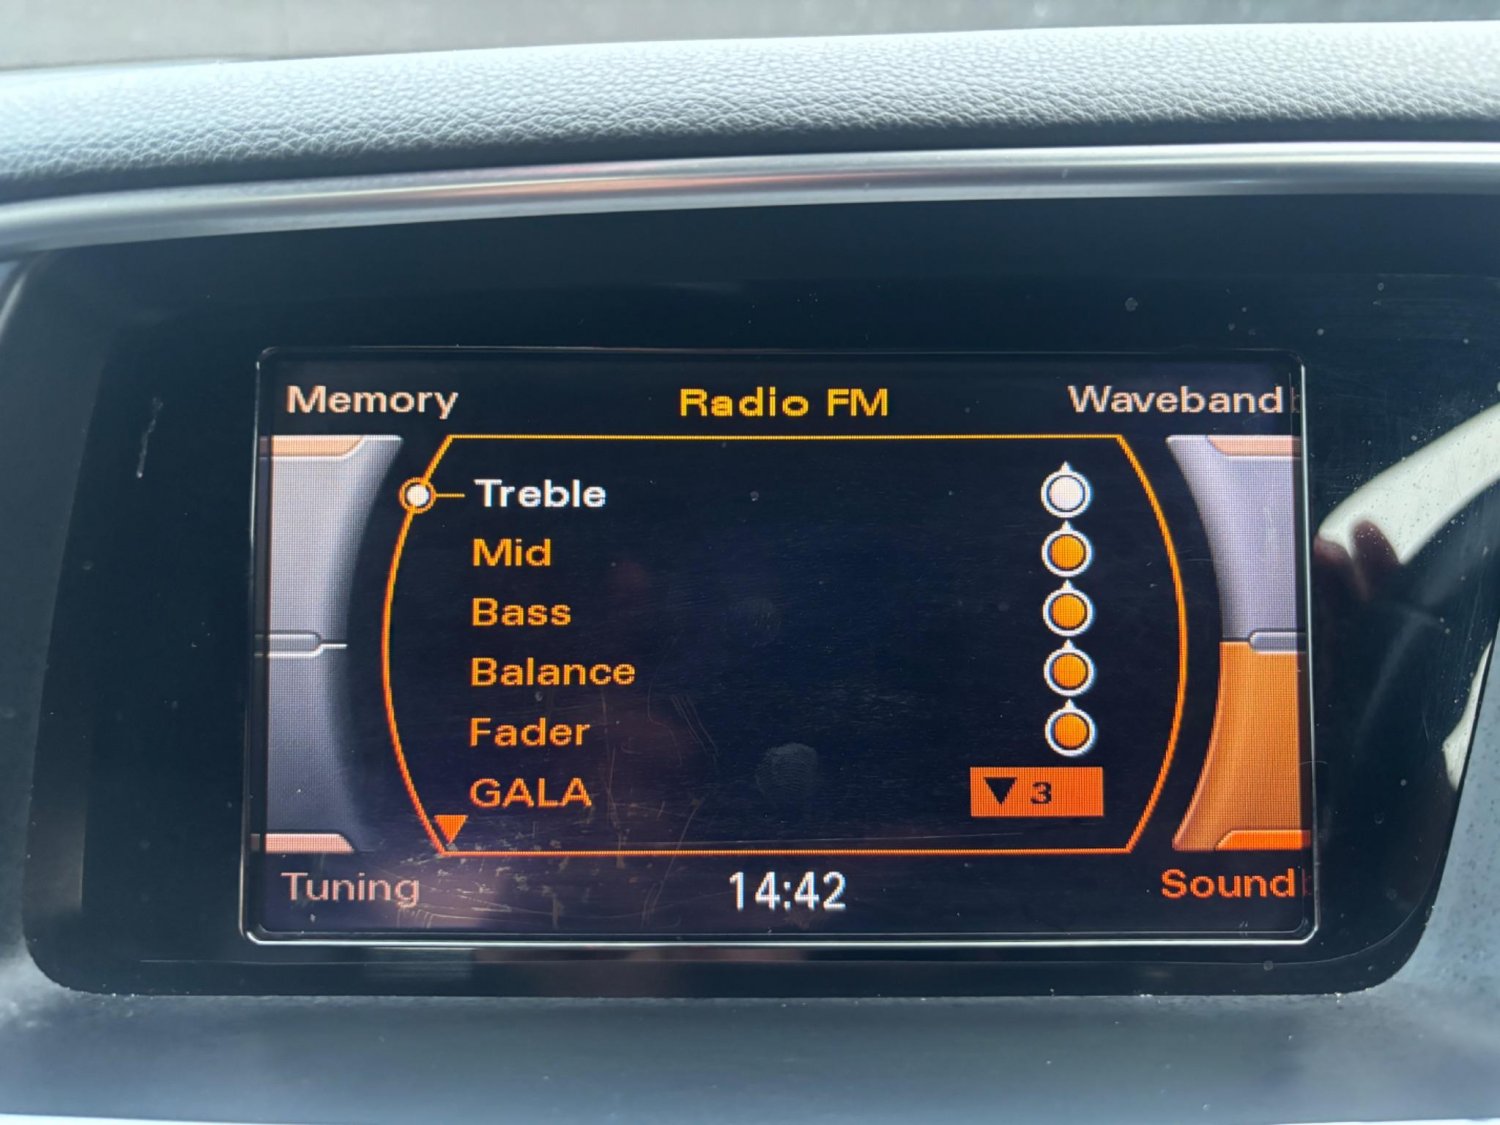 Memory Radio FM Waveband
Treble
Mid
Bass
Balance
Fader
GALA 3
Tuning 14:42 Sound